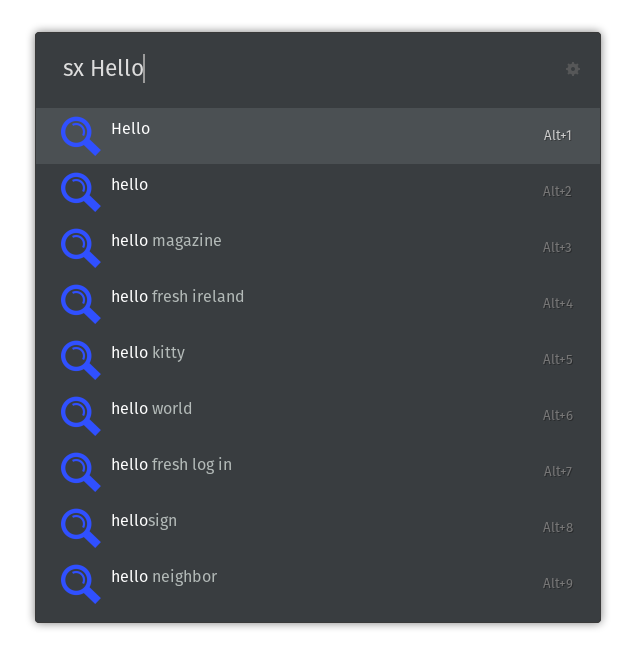 sx Hello
Hello Alt+1
hello Alt+2
hello magazine Alt+3
hello fresh ireland Alt+4
hello kitty Alt+5
hello world Alt+6
hello fresh log in Alt+7
hellosign Alt+8
hello neighbor Alt+9